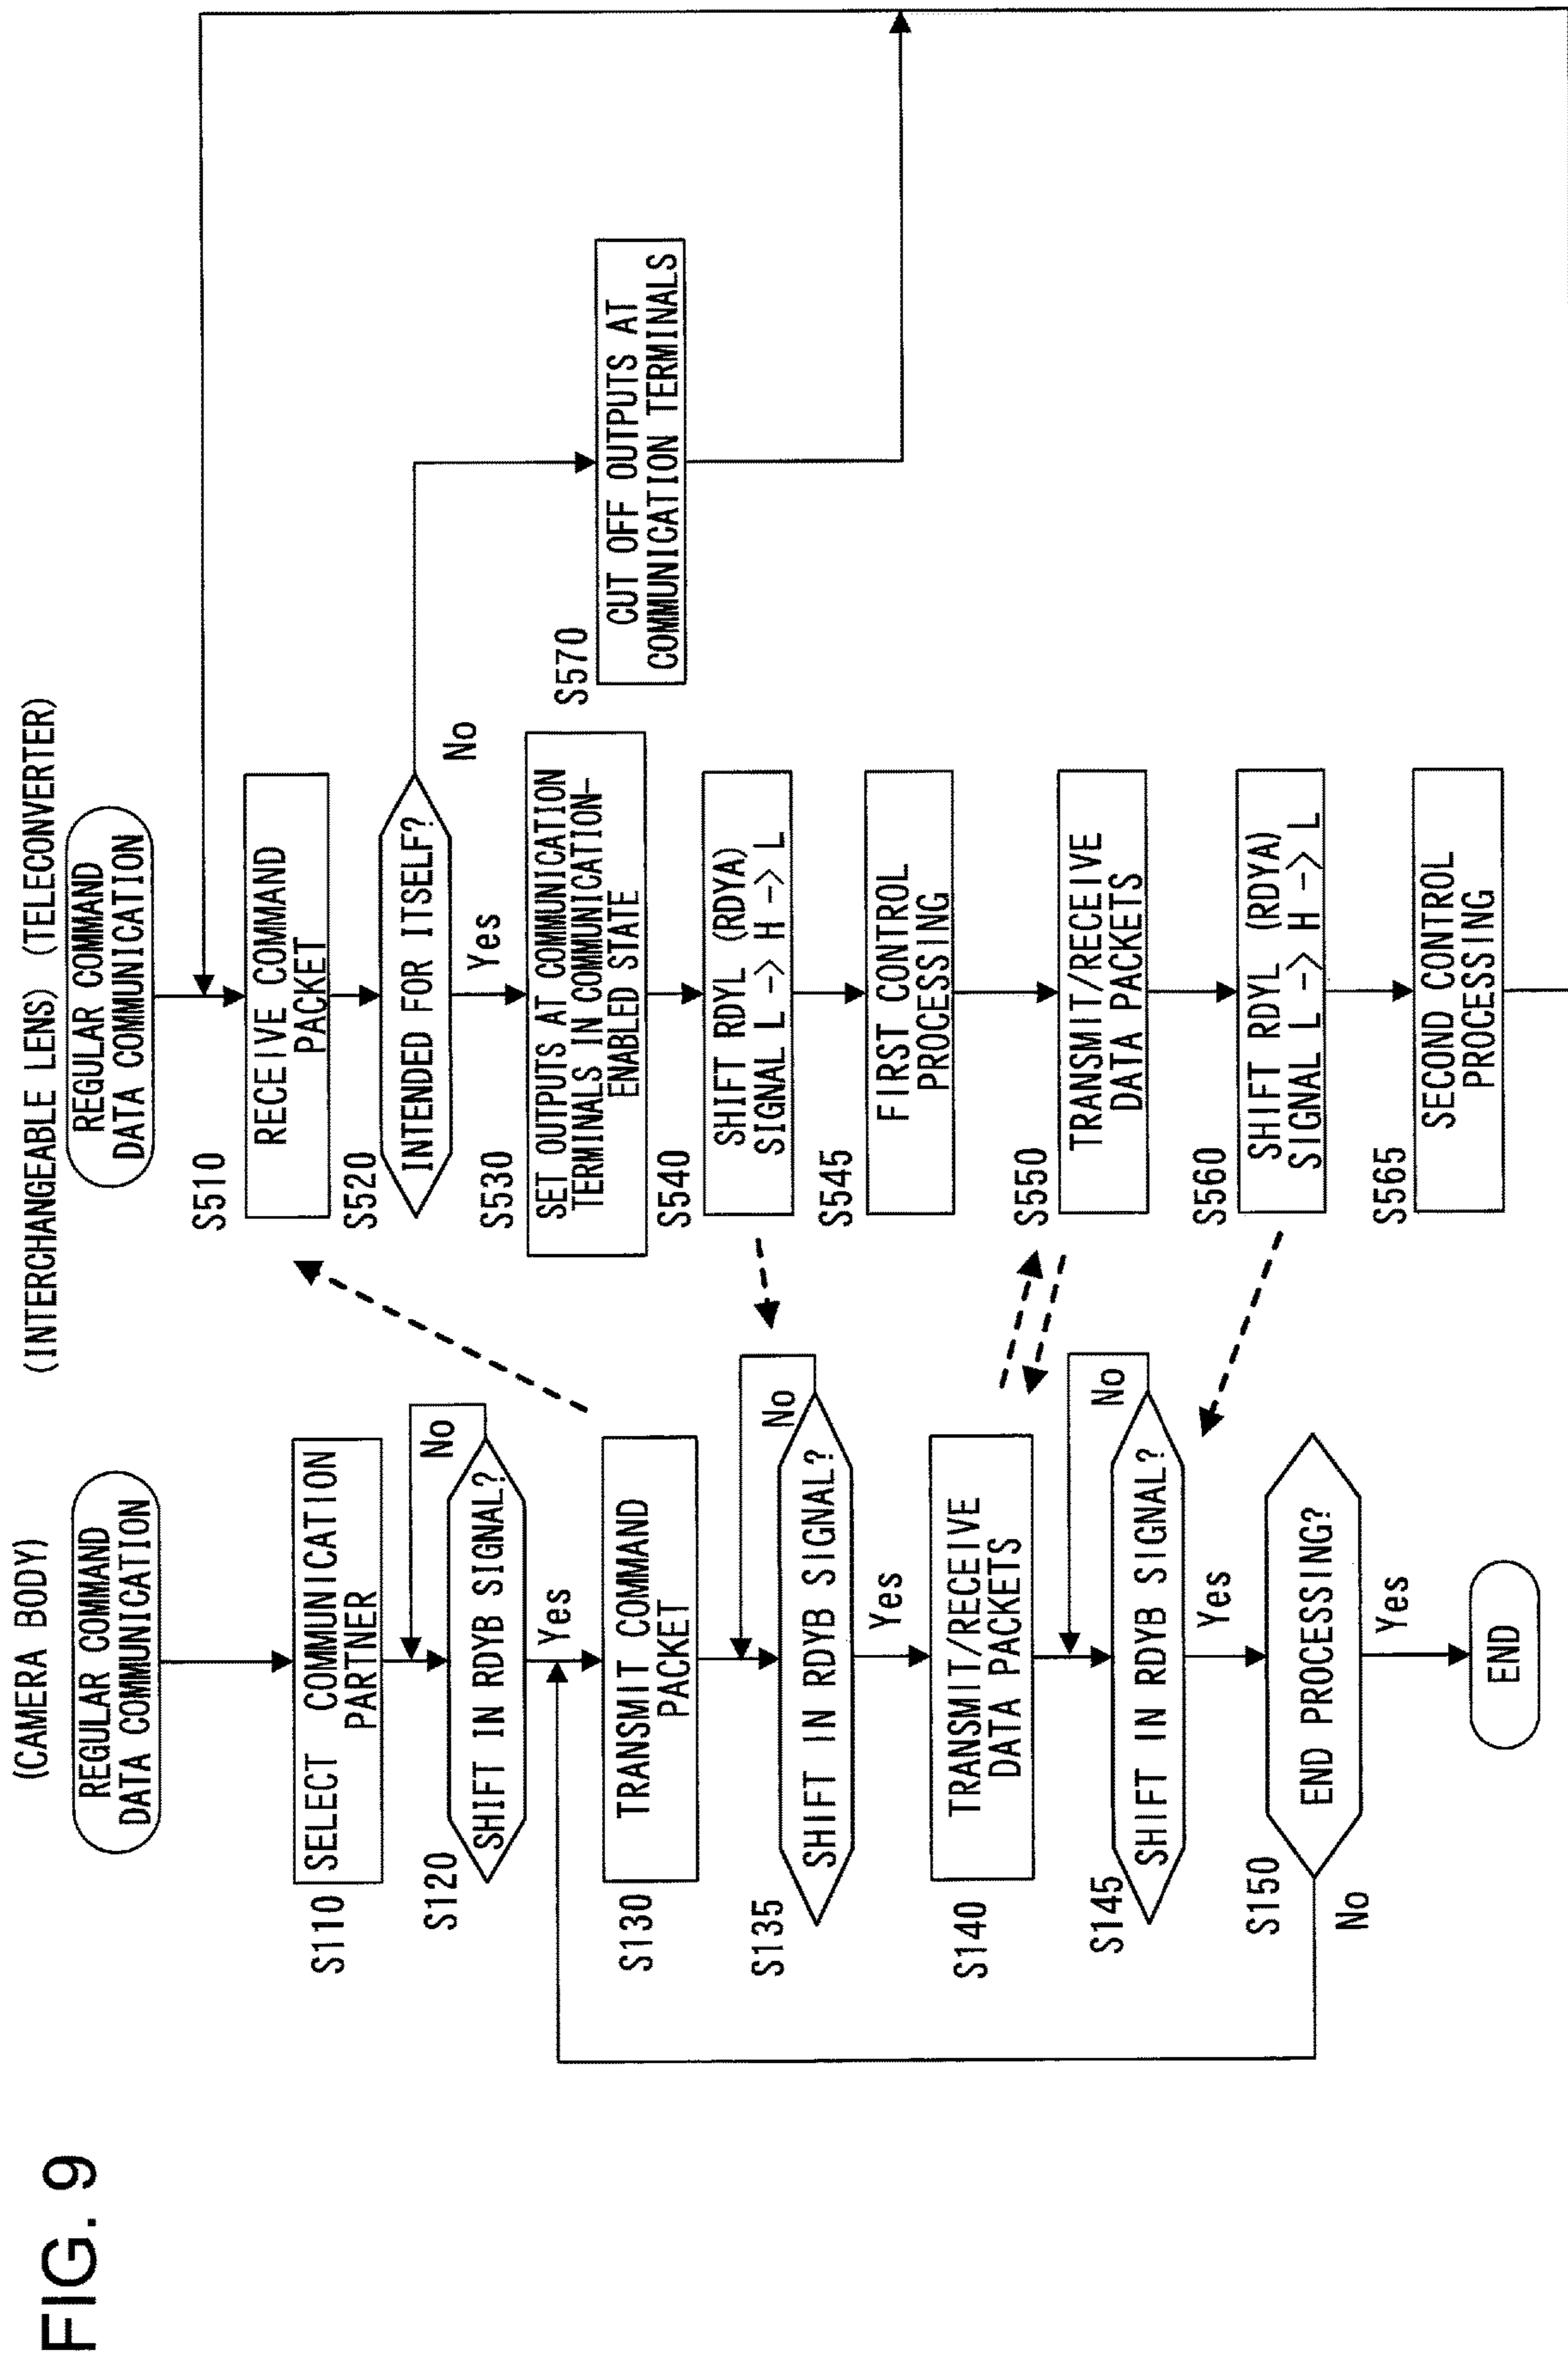 FIG. 9
(CAMERA BODY)
REGULAR COMMAND
DATA COMMUNICATION
S110
SELECT COMMUNICATION
PARTNER
S120
SHIFT IN RDYB SIGNAL?
No
Yes
S130
TRANSMIT COMMAND
PACKET
S135
SHIFT IN RDYB SIGNAL?
No
Yes
S140
TRANSMIT/RECEIVE
DATA PACKETS
S145
SHIFT IN RDYB SIGNAL?
No
Yes
S150
END PROCESSING?
No
Yes
END
(INTERCHANGEABLE LENS) (TELECONVERTER)
REGULAR COMMAND
DATA COMMUNICATION
S510
RECEIVE COMMAND
PACKET
S520
INTENDED FOR ITSELF?
No
Yes
S530
SET OUTPUTS AT COMMUNICATION
TERMINALS IN COMMUNICATION-
ENABLED STATE
S540
SHIFT RDYL (RDYA)
SIGNAL L -> H -> L
S545
FIRST CONTROL
PROCESSING
S550
TRANSMIT/RECEIVE
DATA PACKETS
S560
SHIFT RDYL (RDYA)
SIGNAL L -> H -> L
S565
SECOND CONTROL
PROCESSING
S570
CUT OFF OUTPUTS AT
COMMUNICATION TERMINALS